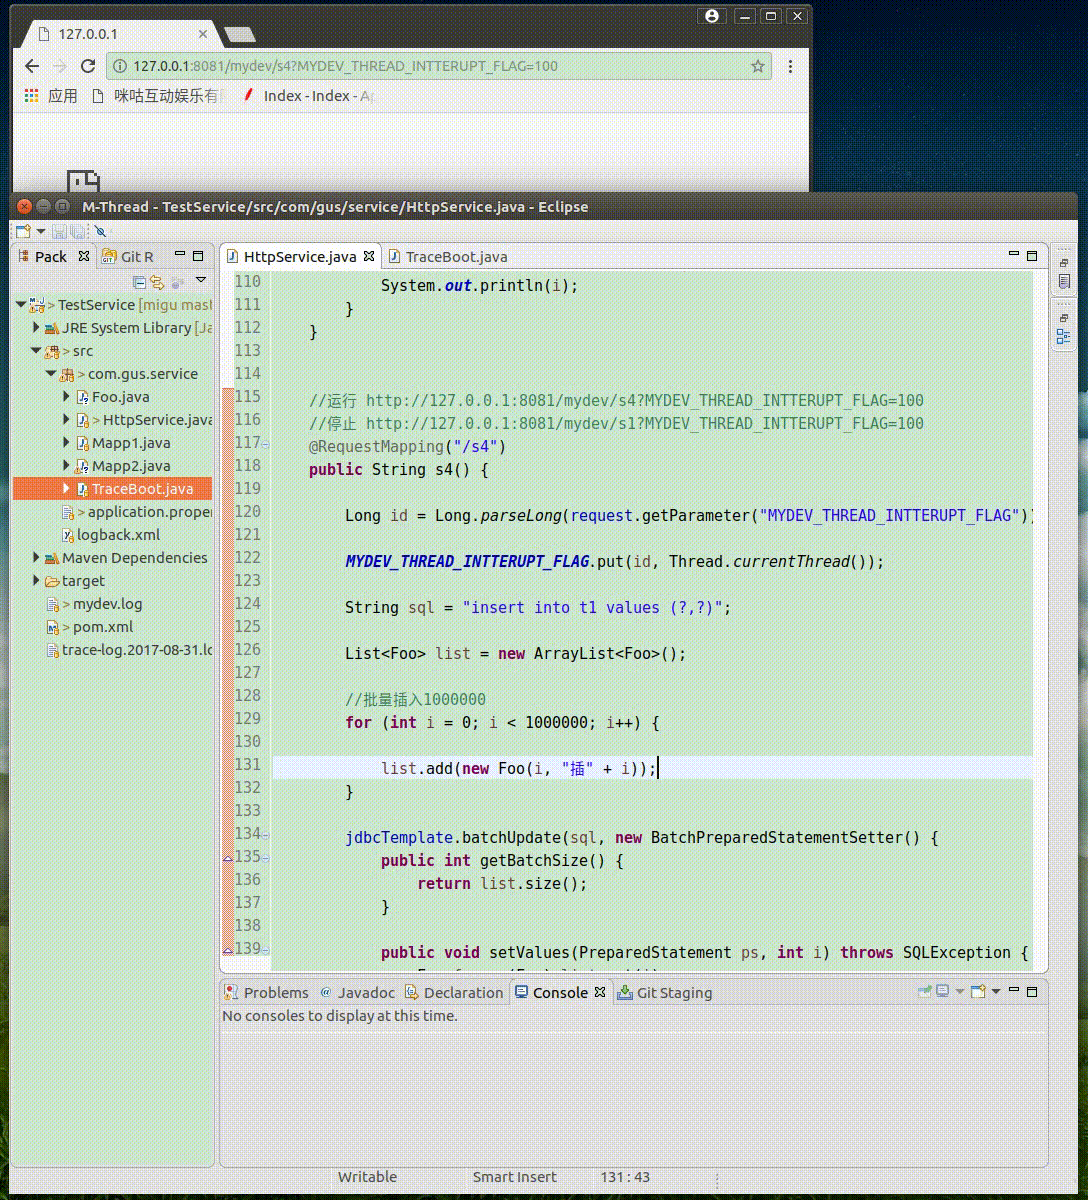 127.0.0.1
127.0.0.1:8081/mydev/s4?MYDEV_THREAD_INTTERUPT_FLAG=100
应用 咪咕互动娱乐有 Index - Index - A
M-Thread - TestService/src/com/gus/service/HttpService.java - Eclipse
Pack Git R
HttpService.java TraceBoot.java
> TestService [migu mast
JRE System Library [Ja
> src
> com.gus.service
Foo.java
> HttpService.java
Mapp1.java
Mapp2.java
TraceBoot.java
> application.prope
logback.xml
Maven Dependencies
target
> mydev.log
> pom.xml
trace-log.2017-08-31.lo
110 System.out.println(i);
111 }
112 }
113
114
115 //运行 http://127.0.0.1:8081/mydev/s4?MYDEV_THREAD_INTTERUPT_FLAG=100
116 //停止 http://127.0.0.1:8081/mydev/s1?MYDEV_THREAD_INTTERUPT_FLAG=100
117 @RequestMapping("/s4")
118 public String s4() {
119
120 Long id = Long.parseLong(request.getParameter("MYDEV_THREAD_INTTERUPT_FLAG"))
121
122 MYDEV_THREAD_INTTERUPT_FLAG.put(id, Thread.currentThread());
123
124 String sql = "insert into t1 values (?,?)";
125
126 List<Foo> list = new ArrayList<Foo>();
127
128 //批量插入1000000
129 for (int i = 0; i < 1000000; i++) {
130
131 list.add(new Foo(i, "插" + i));
132 }
133
134 jdbcTemplate.batchUpdate(sql, new BatchPreparedStatementSetter() {
135 public int getBatchSize() {
136 return list.size();
137 }
138
139 public void setValues(PreparedStatement ps, int i) throws SQLException {
Problems @ Javadoc Declaration Console Git Staging
No consoles to display at this time.
Writable Smart Insert 131 : 43